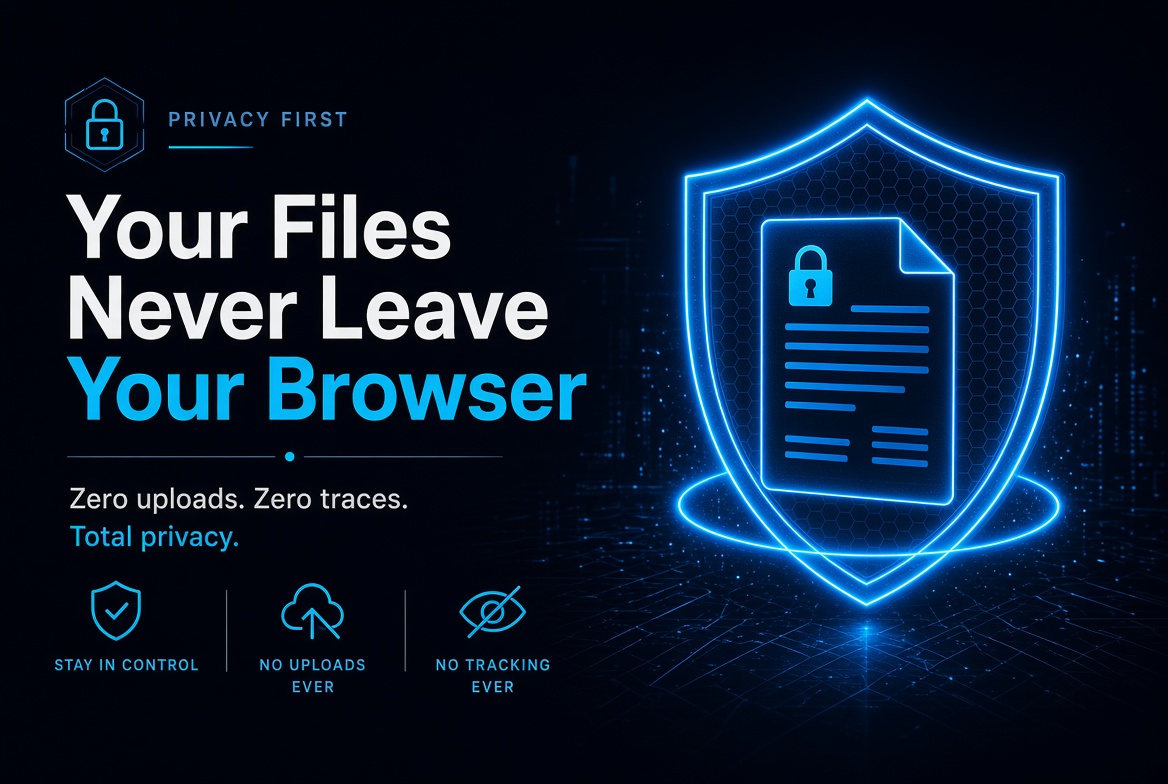 PRIVACY FIRST
Your Files
Never Leave
Your Browser
Zero uploads. Zero traces.
Total privacy.
STAY IN CONTROL
NO UPLOADS
EVER
NO TRACKING
EVER